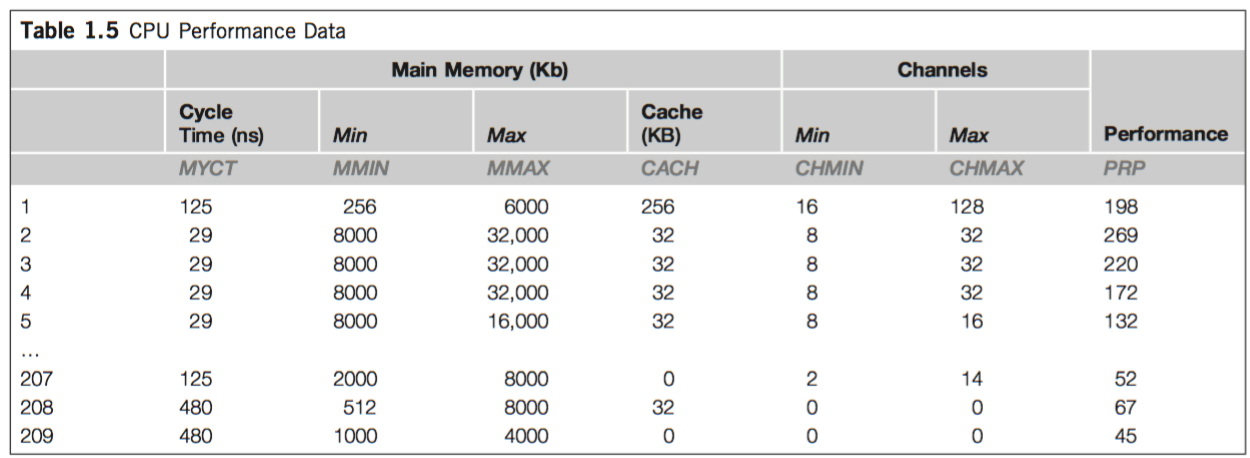 Table 1.5 CPU Performance Data
Main Memory (Kb) Channels
Cycle Time (ns) Min Max Cache (KB) Min Max Performance
MYCT MMIN MMAX CACH CHMIN CHMAX PRP
1 125 256 6000 256 16 128 198
2 29 8000 32,000 32 8 32 269
3 29 8000 32,000 32 8 32 220
4 29 8000 32,000 32 8 32 172
5 29 8000 16,000 32 8 16 132
...
207 125 2000 8000 0 2 14 52
208 480 512 8000 32 0 0 67
209 480 1000 4000 0 0 0 45